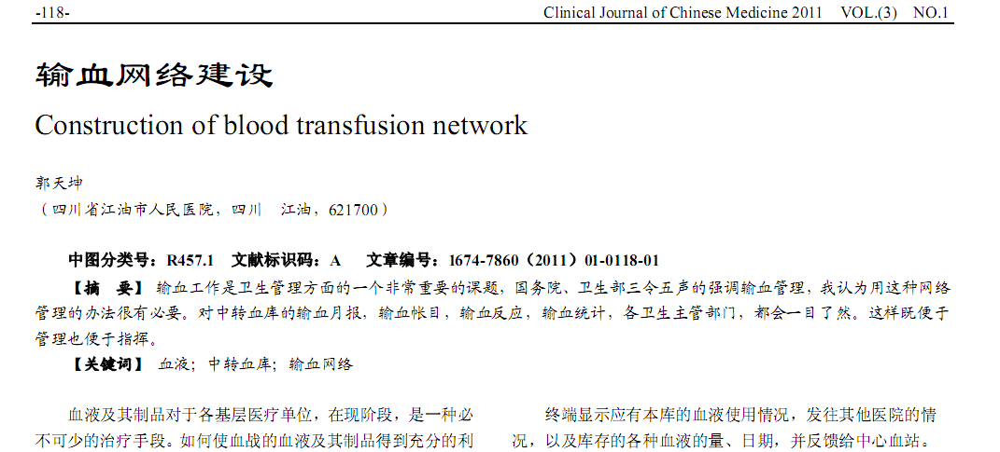 -118- Clinical Journal of Chinese Medicine 2011 VOL.(3) NO.1
输血网络建设
Construction of blood transfusion network
郭天坤
（四川省江油市人民医院，四川 江油，621700）
中图分类号：R457.1 文献标识码：A 文章编号：1674-7860（2011）01-0118-01
【摘 要】 输血工作是卫生管理方面的一个非常重要的课题，国务院、卫生部三令五声的强调输血管理，我认为用这种网络
管理的办法很有必要。对中转血库的输血月报，输血帐目，输血反应，输血统计，各卫生主管部门，都会一目了然。这样既便于
管理也便于指挥。
【关键词】 血液；中转血库；输血网络
血液及其制品对于各基层医疗单位，在现阶段，是一种必
不可少的治疗手段。如何使血战的血液及其制品得到充分的利
终端显示应有本库的血液使用情况，发往其他医院的情
况，以及库存的各种血液的量、日期，并反馈给中心血站。